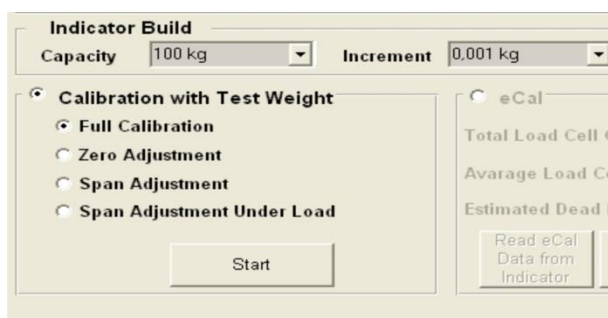 Indicator Build
Capacity 100 kg Increment 0,001 kg
Calibration with Test Weight
Full Calibration
Zero Adjustment
Span Adjustment
Span Adjustment Under Load
Start
eCal
Total Load Cell
Avarage Load
Estimated Dead
Read eCal
Data from
Indicator